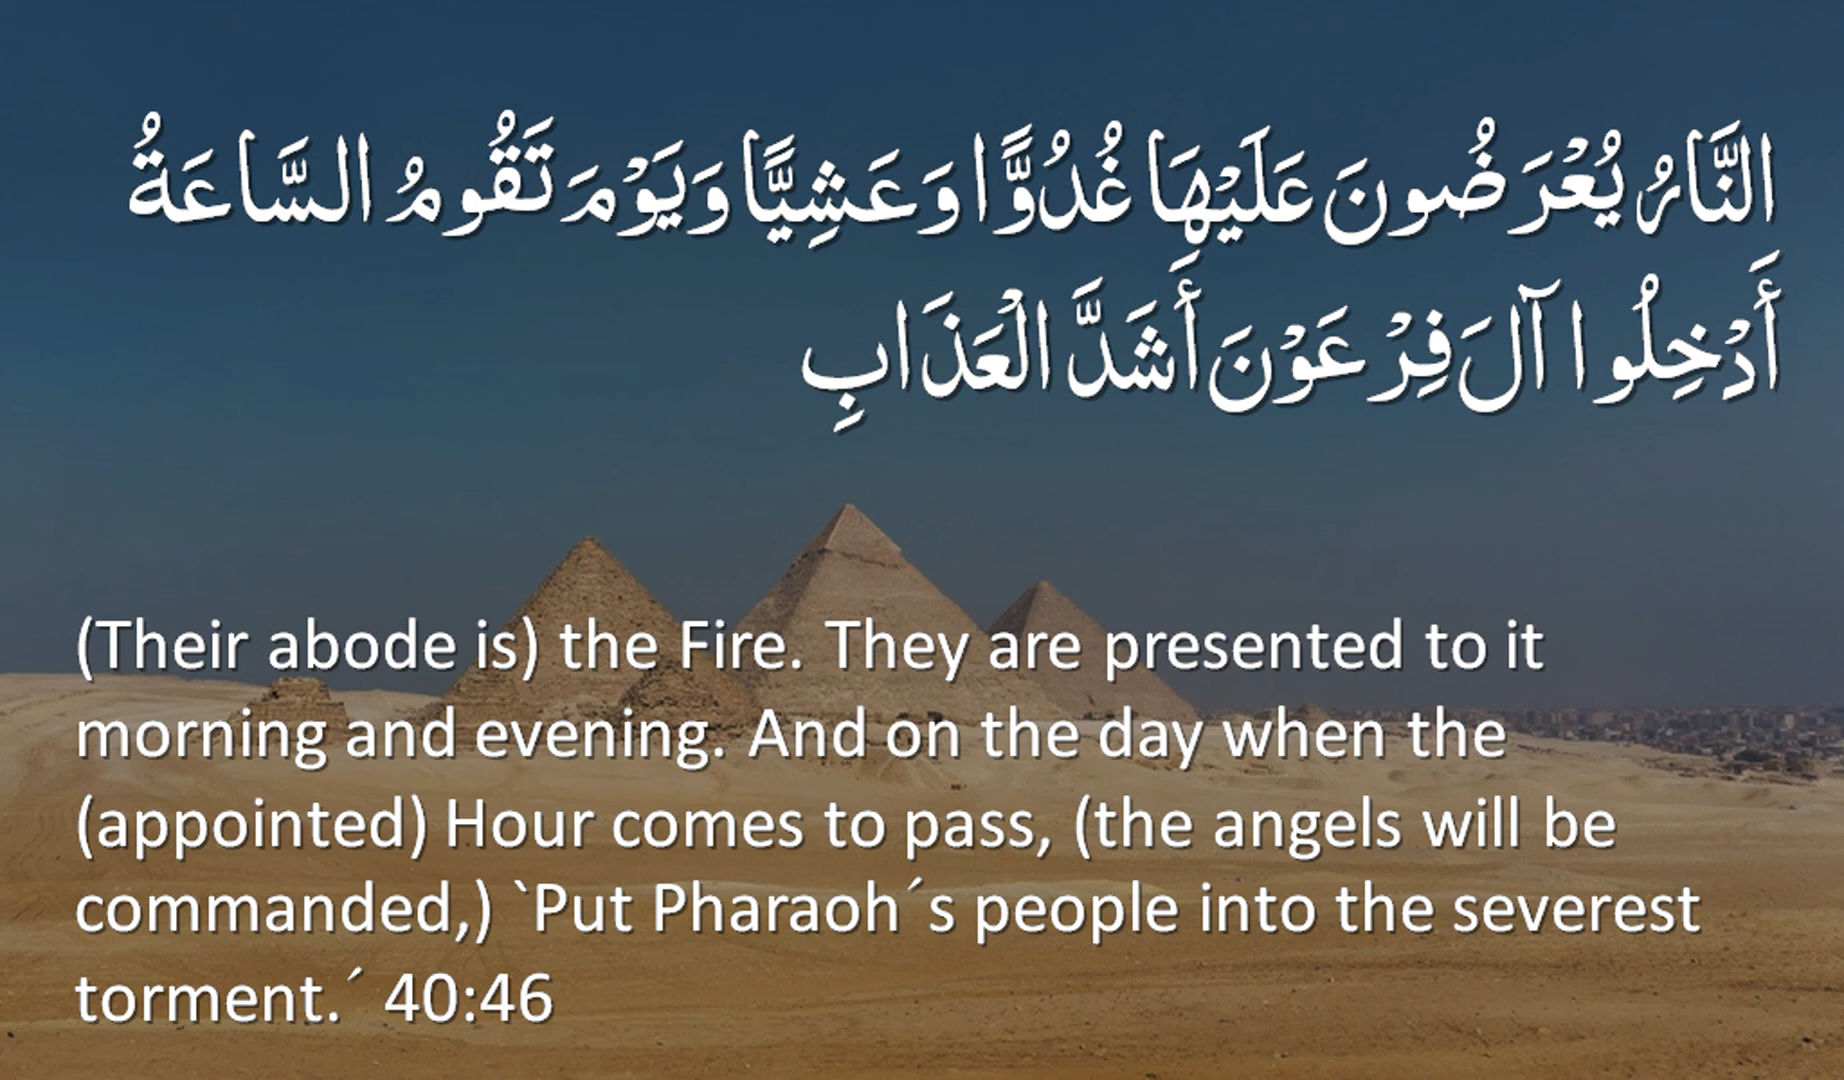 النَّارُ يُعْرَضُونَ عَلَيْهَا غُدُوًّا وَعَشِيًّا وَيَوْمَ تَقُومُ السَّاعَةُ
أَدْخِلُوا آلَ فِرْعَوْنَ أَشَدَّ الْعَذَابِ
(Their abode is) the Fire. They are presented to it
morning and evening. And on the day when the
(appointed) Hour comes to pass, (the angels will be
commanded,) `Put Pharaoh´s people into the severest
torment.´ 40:46